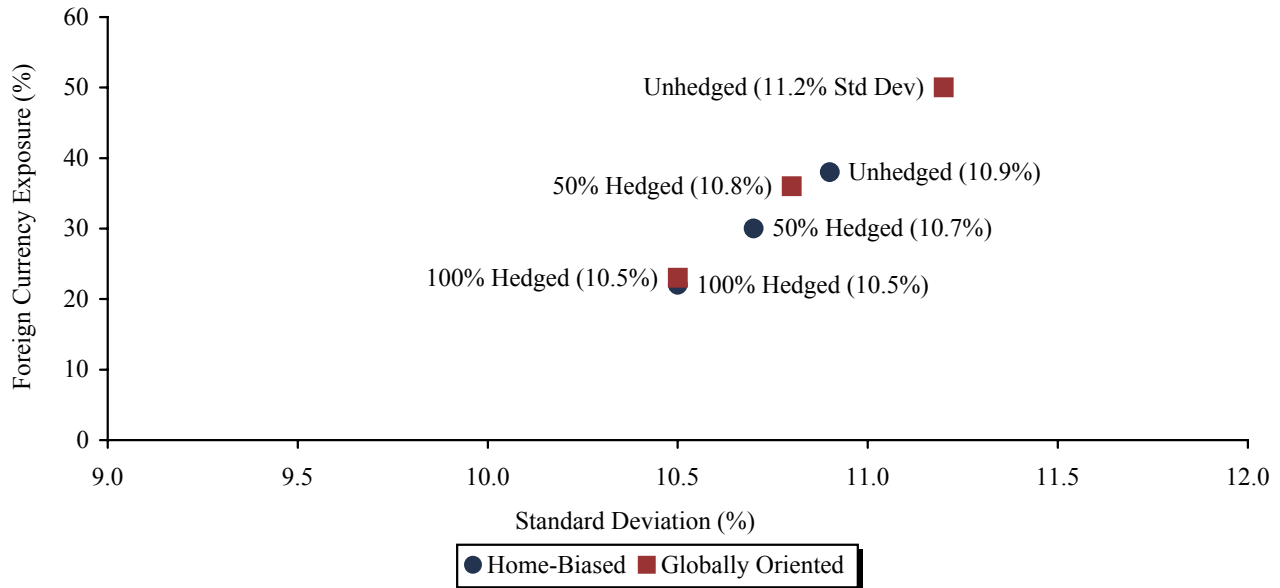 60
50
40
30
20
10
0
Foreign Currency Exposure (%)
Unhedged (11.2% Std Dev)
Unhedged (10.9%)
50% Hedged (10.8%)
50% Hedged (10.7%)
100% Hedged (10.5%)
100% Hedged (10.5%)
9.0 9.5 10.0 10.5 11.0 11.5 12.0
Standard Deviation (%)
Home-Biased Globally Oriented